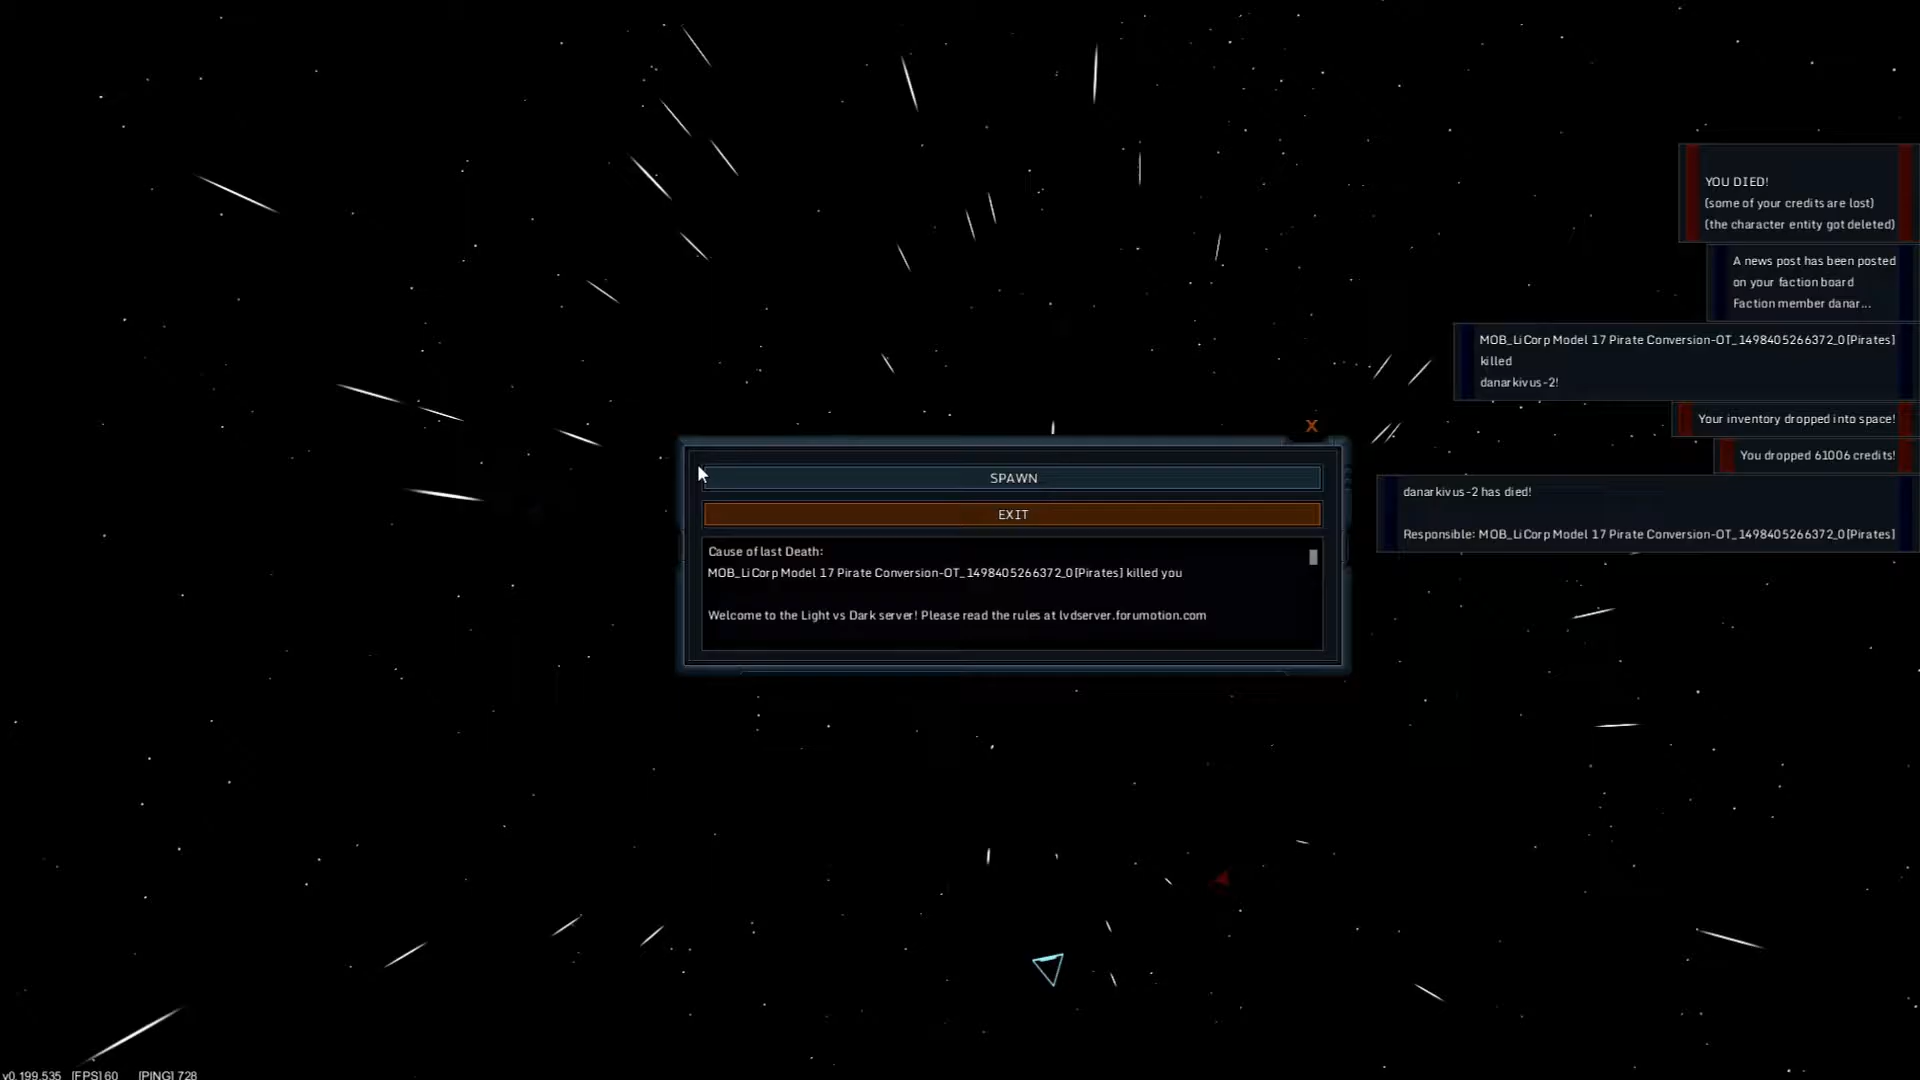 YOU DIED!
(some of your credits are lost)
(the character entity got deleted)
A news post has been posted
on your faction board
Faction member danar...
MOB_LiCorp Model 17 Pirate Conversion-OT_1498405266372_0[Pirates]
killed
danarkivus-2!
Your inventory dropped into space!
You dropped 61006 credits!
danarkivus-2 has died!
Responsible: MOB_LiCorp Model 17 Pirate Conversion-OT_1498405266372_0[Pirates]
X
SPAWN
EXIT
Cause of last Death:
MOB_LiCorp Model 17 Pirate Conversion-OT_1498405266372_0[Pirates] killed you
Welcome to the Light vs Dark server! Please read the rules at lvdserver.forumotion.com
v0.199.535 [FPS] 60 [PING] 728